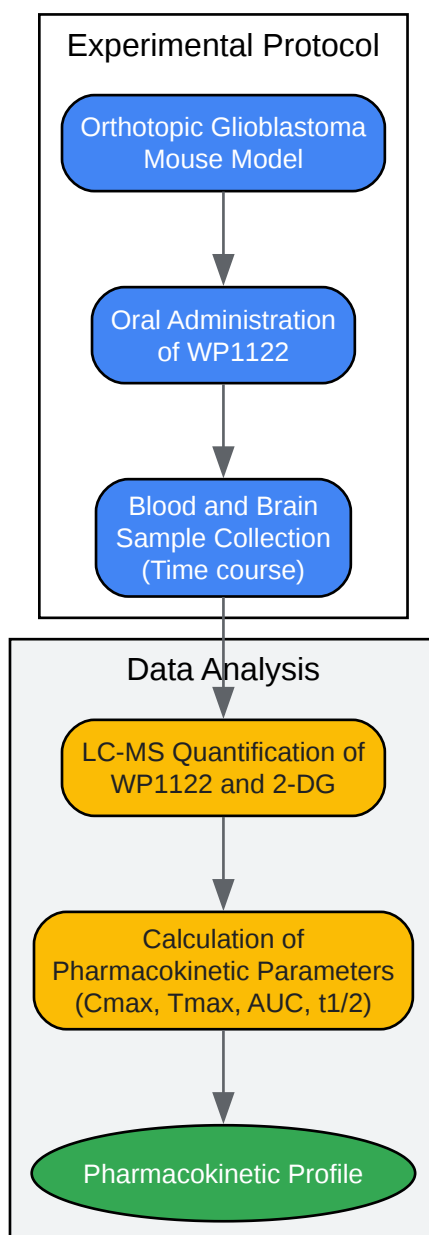 Experimental Protocol
Orthotopic Glioblastoma
Mouse Model
Oral Administration
of WP1122
Blood and Brain
Sample Collection
(Time course)
Data Analysis
LC-MS Quantification of
WP1122 and 2-DG
Calculation of
Pharmacokinetic Parameters
(Cmax, Tmax, AUC, t1/2)
Pharmacokinetic Profile